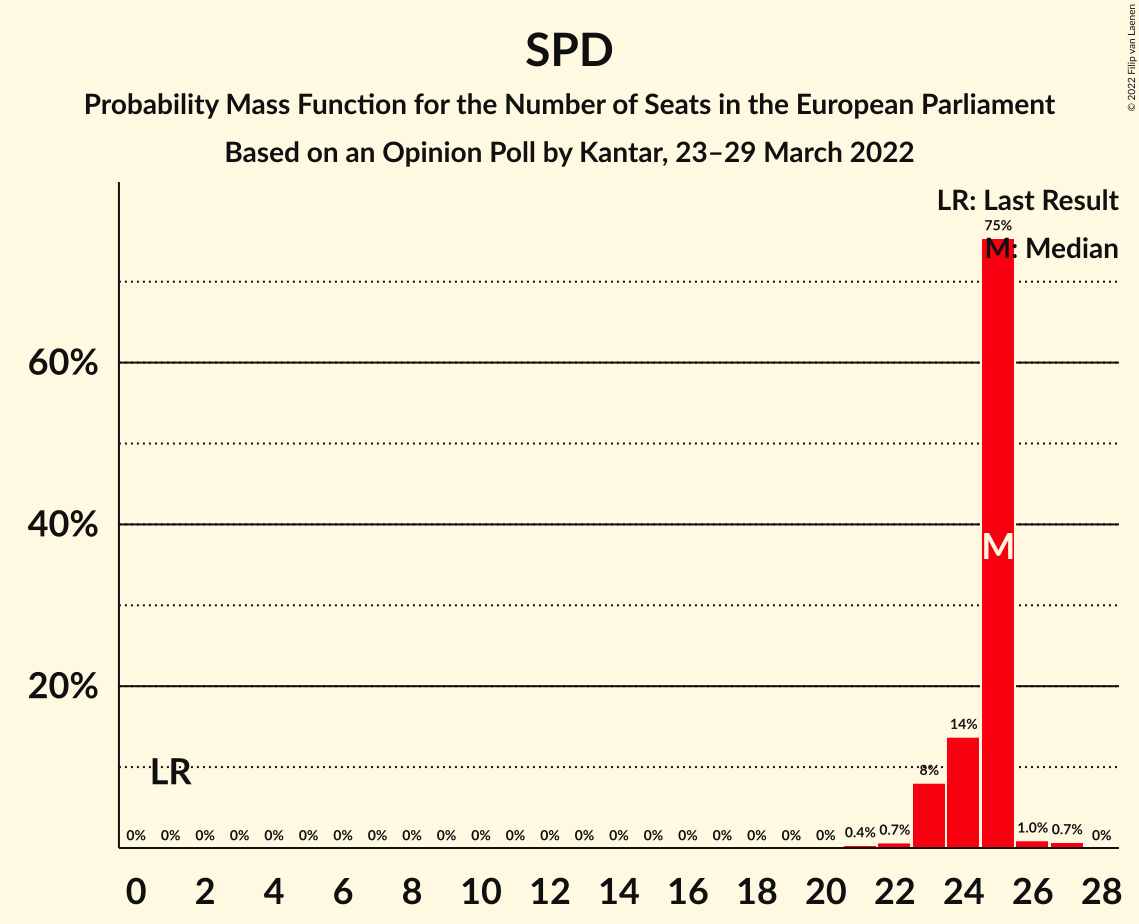 © 2022 Filip van Laenen
SPD
Probability Mass Function for the Number of Seats in the European Parliament
Based on an Opinion Poll by Kantar, 23–29 March 2022
LR: Last Result
75%
M: Median
60%
40%
M
20%
14%
LR
8%
0% 0% 0% 0% 0% 0% 0% 0% 0% 0% 0% 0% 0% 0% 0% 0% 0% 0% 0% 0% 0% 0.4% 0.7% 1.0% 0.7% 0%
0 2 4 6 8 10 12 14 16 18 20 22 24 26 28